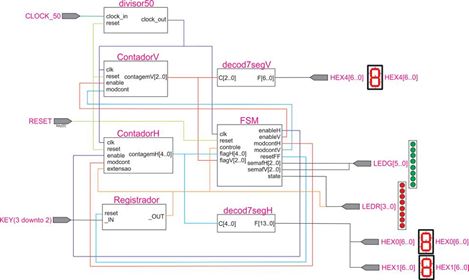 divisor50
CLOCK_50
clock_in
clock_out
reset
ContadorV
decod7segV
clk
reset
contagemV[2..0]
enable
modcont
C[2..0]
F[6..0]
HEX4[6..0]
HEX4[6..0]
RESET
FSM
ContadorH
clk
reset
controle
flagH[4..0]
flagV[2..0]
enableH
enableV
modcontH
modcontV
resetFF
semafH[2..0]
semafV[2..0]
state
clk
reset
enable
contagemH[4..0]
modcont
extensao
LEDG[5..0]
Registrador
decod7segH
LEDR[3..0]
KEY(3 downto 2)
reset
_IN
_OUT
C[4..0]
F[13..0]
HEX0[6..0]
HEX0[6..0]
HEX1[6..0]
HEX1[6..0]